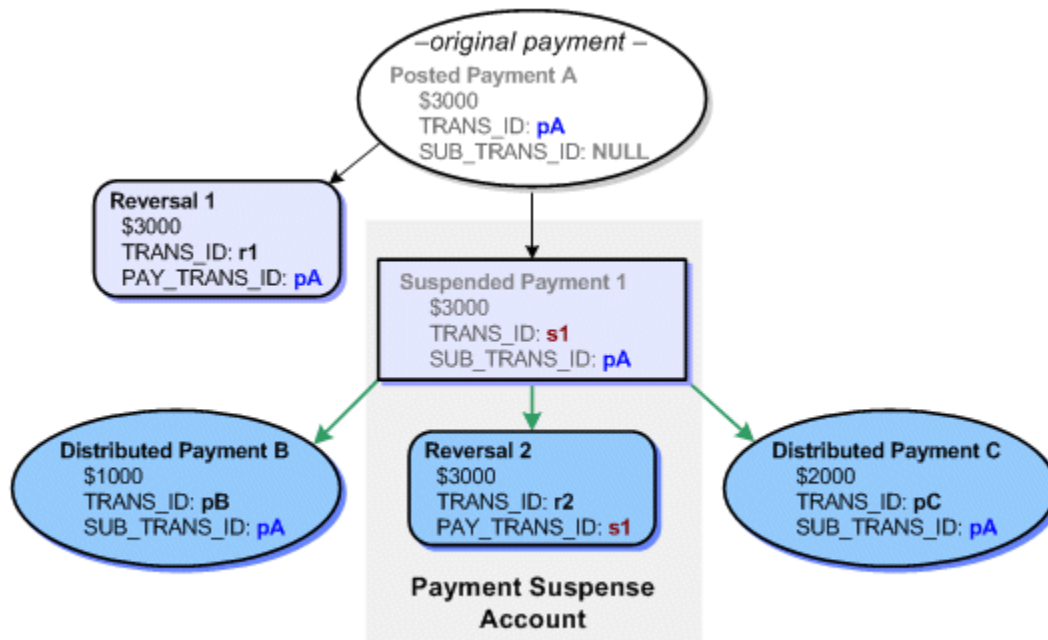 –original payment –
Posted Payment A
$3000
TRANS_ID: pA
SUB_TRANS_ID: NULL
Reversal 1
$3000
TRANS_ID: r1
PAY_TRANS_ID: pA
Suspended Payment 1
$3000
TRANS_ID: s1
SUB_TRANS_ID: pA
Distributed Payment B
$1000
TRANS_ID: pB
SUB_TRANS_ID: pA
Reversal 2
$3000
TRANS_ID: r2
PAY_TRANS_ID: s1
Distributed Payment C
$2000
TRANS_ID: pC
SUB_TRANS_ID: pA
Payment Suspense
Account